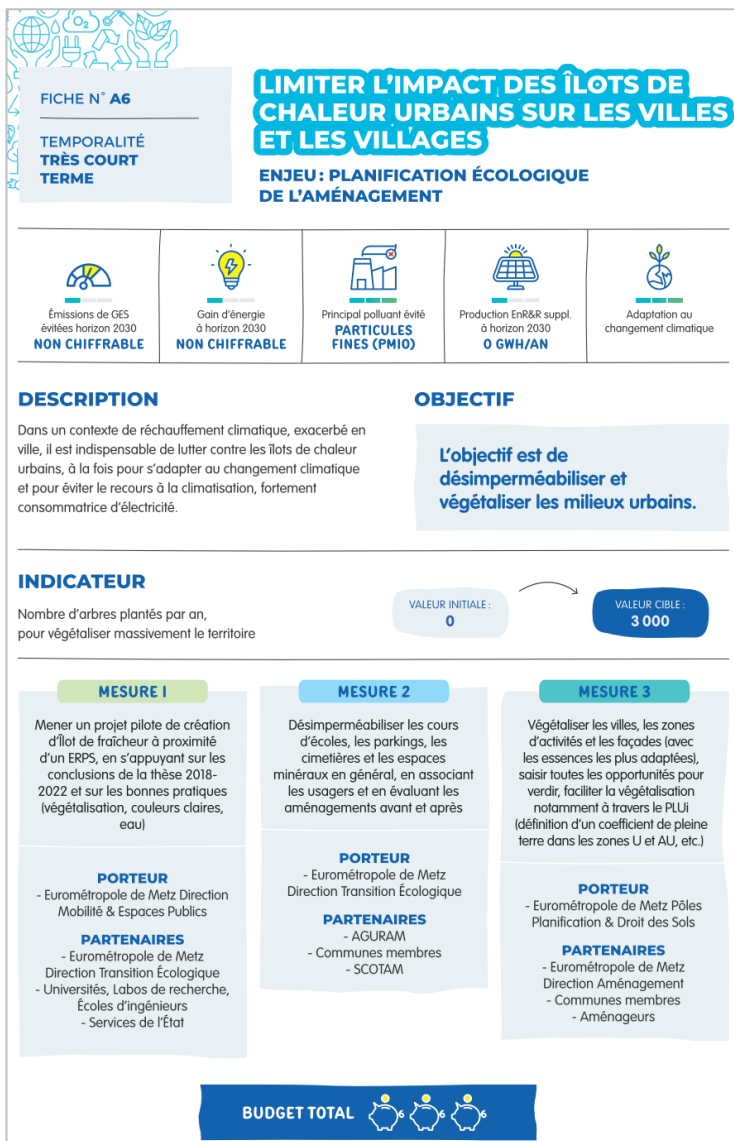 O₂
FICHE N° A6
TEMPORALITÉ
TRÈS COURT
TERME
LIMITER L'IMPACT DES ÎLOTS DE
CHALEUR URBAINS SUR LES VILLES
ET LES VILLAGES
ENJEU : PLANIFICATION ÉCOLOGIQUE
DE L'AMÉNAGEMENT
Émissions de GES
évitées horizon 2030
NON CHIFFRABLE
Gain d'énergie
à horizon 2030
NON CHIFFRABLE
Principal polluant évité
PARTICULES
FINES (PM10)
Production EnR&R suppl.
à horizon 2030
0 GWH/AN
Adaptation au
changement climatique
DESCRIPTION
Dans un contexte de réchauffement climatique, exacerbé en
ville, il est indispensable de lutter contre les îlots de chaleur
urbains, à la fois pour s'adapter au changement climatique
et pour éviter le recours à la climatisation, fortement
consommatrice d'électricité.
OBJECTIF
L'objectif est de
désimperméabiliser et
végétaliser les milieux urbains.
INDICATEUR
Nombre d'arbres plantés par an,
pour végétaliser massivement le territoire
VALEUR INITIALE :
0
VALEUR CIBLE :
3 000
MESURE 1
Mener un projet pilote de création
d'Îlot de fraîcheur à proximité
d'un ERPS, en s'appuyant sur les
conclusions de la thèse 2018-
2022 et sur les bonnes pratiques
(végétalisation, couleurs claires,
eau)
PORTEUR
- Eurométropole de Metz Direction
Mobilité & Espaces Publics
PARTENAIRES
- Eurométropole de Metz
Direction Transition Écologique
- Universités, Labos de recherche,
Écoles d'ingénieurs
- Services de l'État
MESURE 2
Désimperméabiliser les cours
d'écoles, les parkings, les
cimetières et les espaces
minéraux en général, en associant
les usagers et en évaluant les
aménagements avant et après
PORTEUR
- Eurométropole de Metz
Direction Transition Écologique
PARTENAIRES
- AGURAM
- Communes membres
- SCOTAM
MESURE 3
Végétaliser les villes, les zones
d'activités et les façades (avec
les essences les plus adaptées),
saisir toutes les opportunités pour
verdir, faciliter la végétalisation
notamment à travers le PLUi
(définition d'un coefficient de pleine
terre dans les zones U et AU, etc.)
PORTEUR
- Eurométropole de Metz Pôles
Planification & Droit des Sols
PARTENAIRES
- Eurométropole de Metz
Direction Aménagement
- Communes membres
- Aménageurs
BUDGET TOTAL